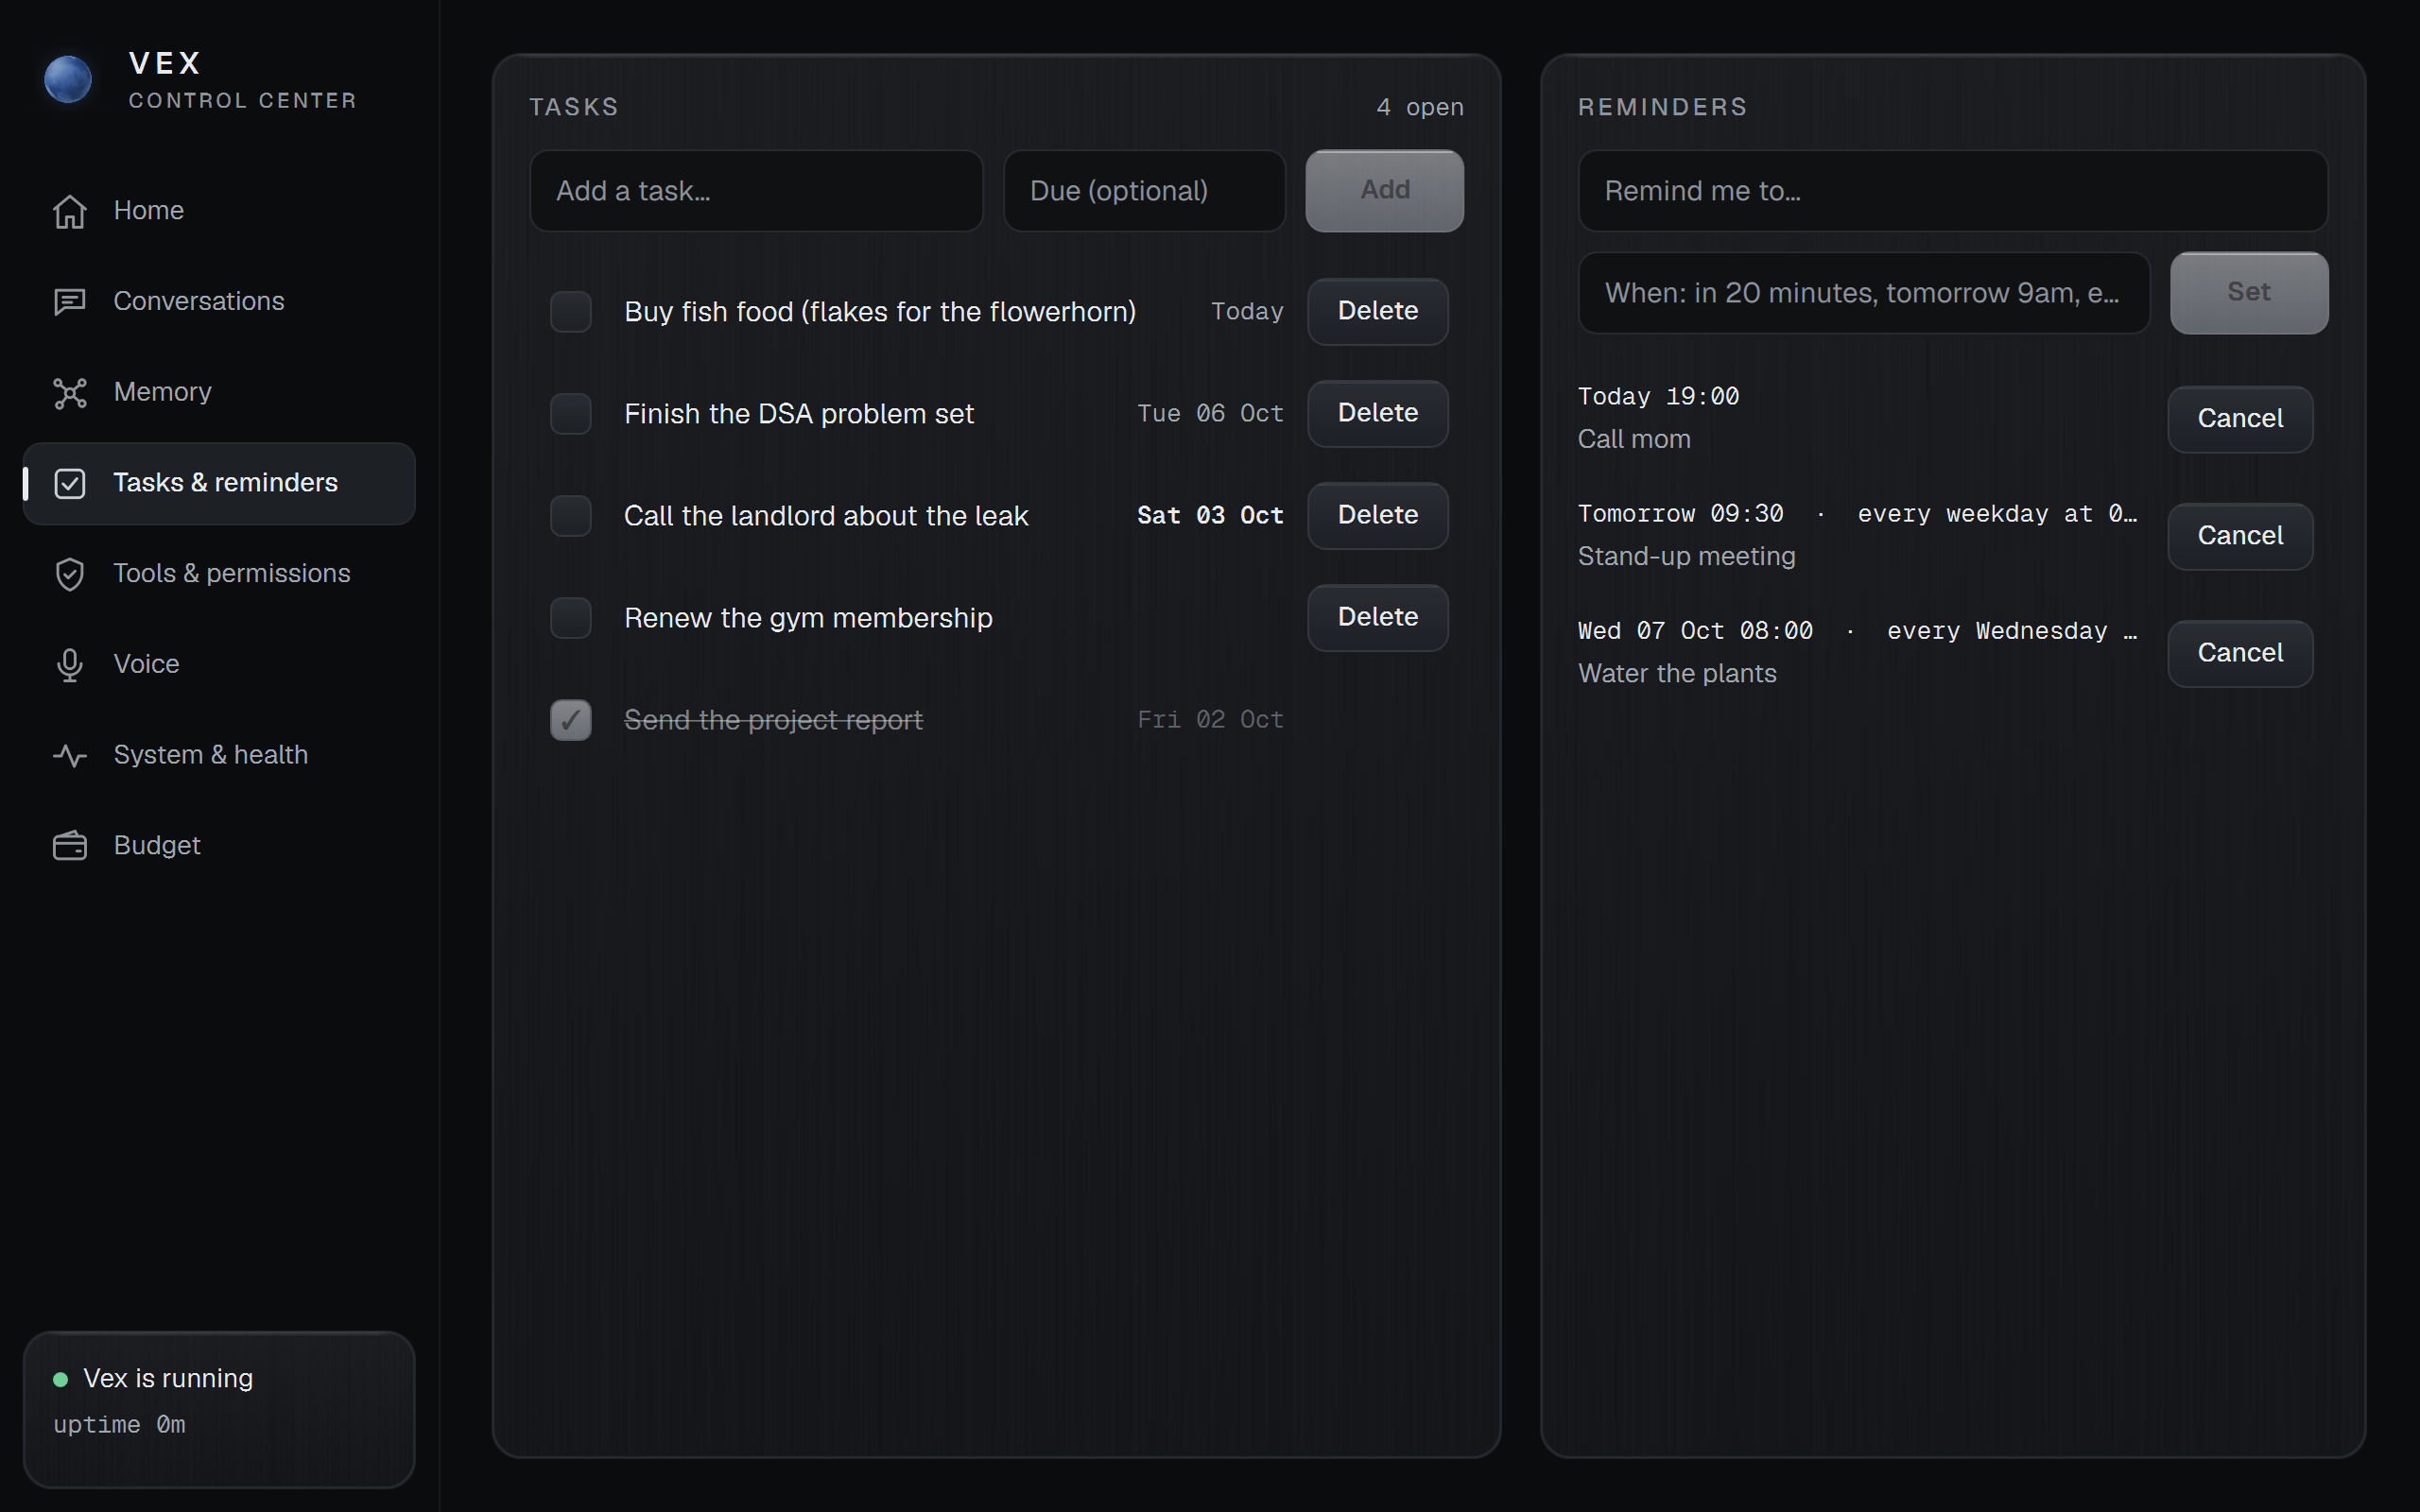 VEX
CONTROL CENTER
Home
Conversations
Memory
Tasks & reminders
Tools & permissions
Voice
System & health
Budget
Vex is running
uptime 0m
TASKS
4 open
Add a task…
Due (optional)
Add
Buy fish food (flakes for the flowerhorn)
Today
Delete
Finish the DSA problem set
Tue 06 Oct
Delete
Call the landlord about the leak
Sat 03 Oct
Delete
Renew the gym membership
Delete
Send the project report
Fri 02 Oct
REMINDERS
Remind me to…
When: in 20 minutes, tomorrow 9am, e…
Set
Today 19:00
Call mom
Cancel
Tomorrow 09:30 · every weekday at 0…
Stand-up meeting
Cancel
Wed 07 Oct 08:00 · every Wednesday …
Water the plants
Cancel